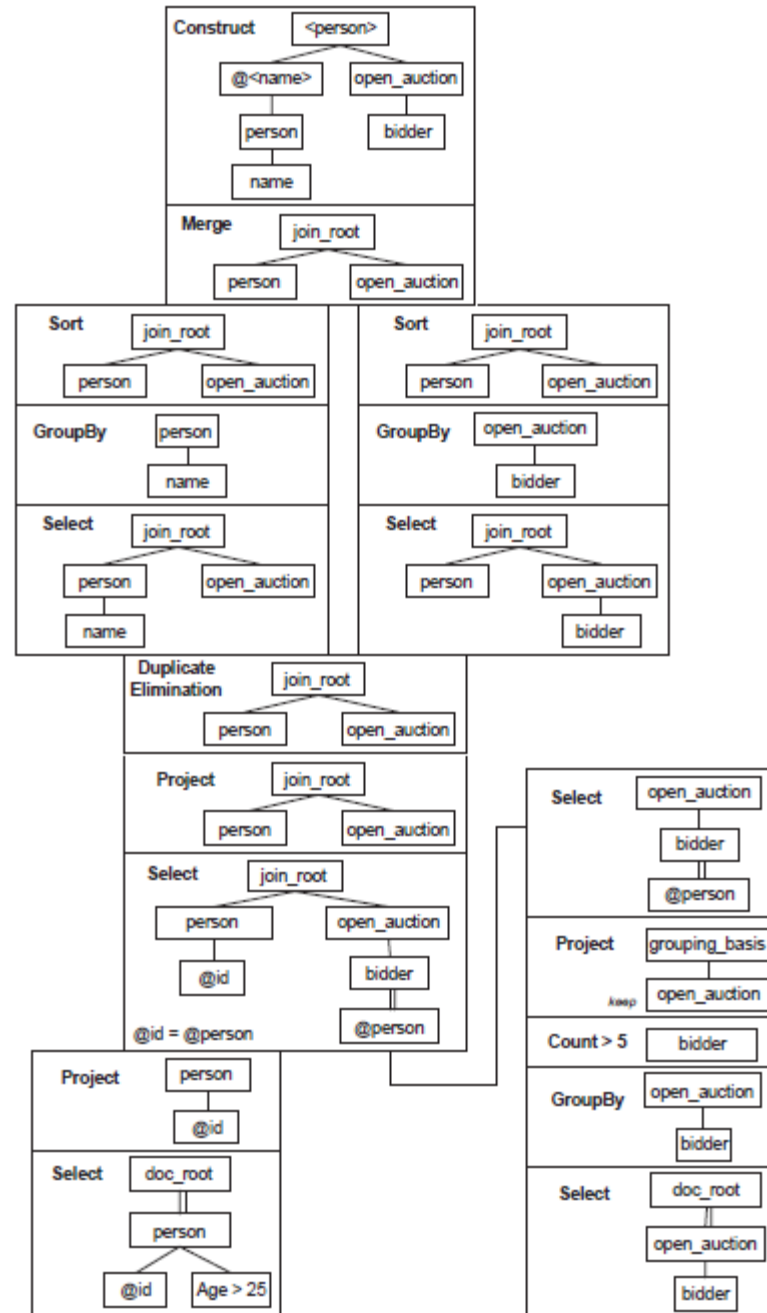 Construct <person>
@<name> open_auction
person bidder
name
Merge join_root
person open_auction
Sort join_root
person open_auction
GroupBy person
name
Select join_root
person open_auction
name
Sort join_root
person open_auction
GroupBy open_auction
bidder
Select join_root
person open_auction
bidder
Duplicate
Elimination join_root
person open_auction
Project join_root
person open_auction
Select join_root
person open_auction
@id bidder
@id = @person @person
Project person
@id
Select doc_root
person
@id Age > 25
Select open_auction
bidder
@person
Project grouping_basis
keep open_auction
Count > 5 bidder
GroupBy open_auction
bidder
Select doc_root
open_auction
bidder